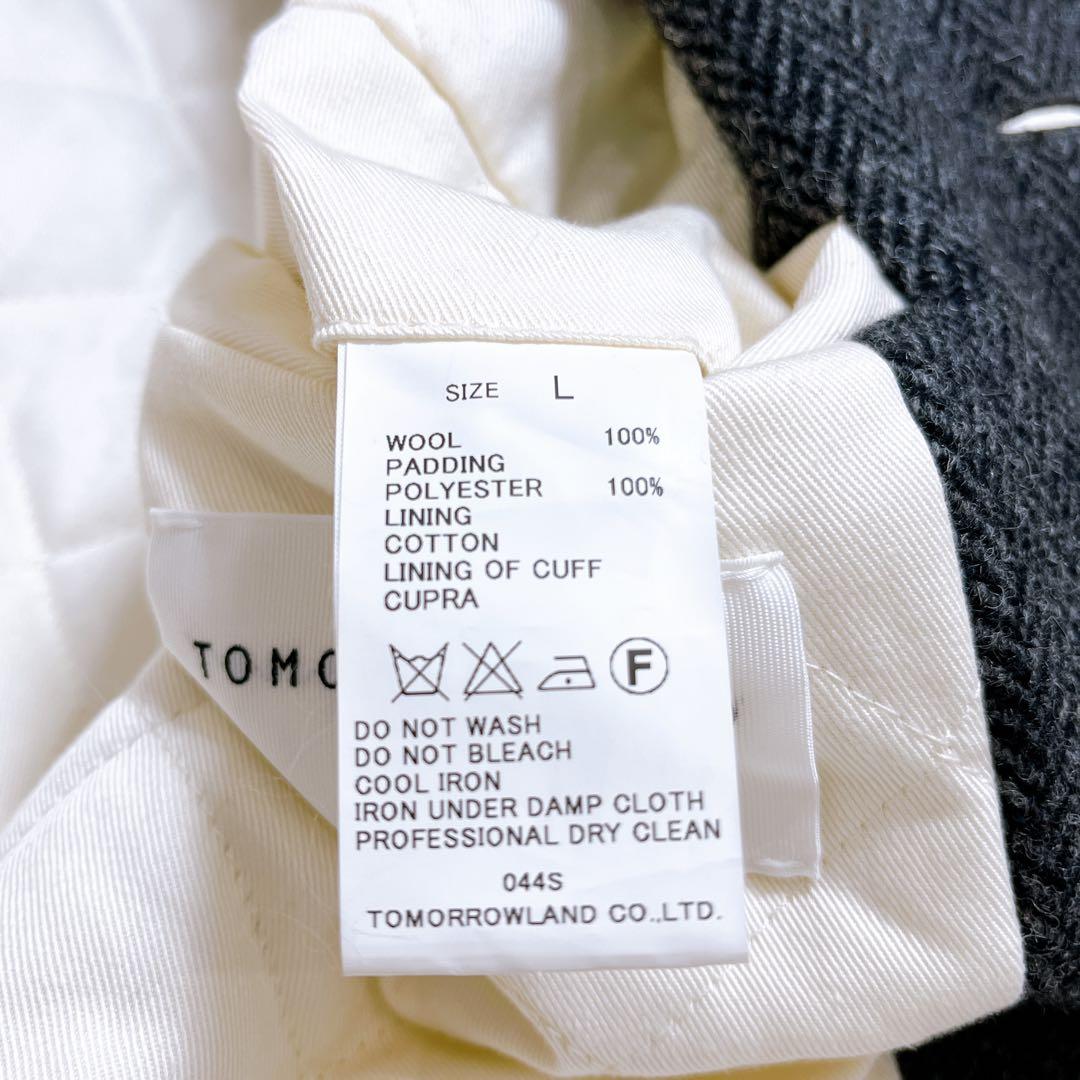 SIZE L
WOOL 100%
PADDING
POLYESTER 100%
LINING
COTTON
LINING OF CUFF
CUPRA
F
DO NOT WASH
DO NOT BLEACH
COOL IRON
IRON UNDER DAMP CLOTH
PROFESSIONAL DRY CLEAN
044S
TOMORROWLAND CO.,LTD.
TOMO